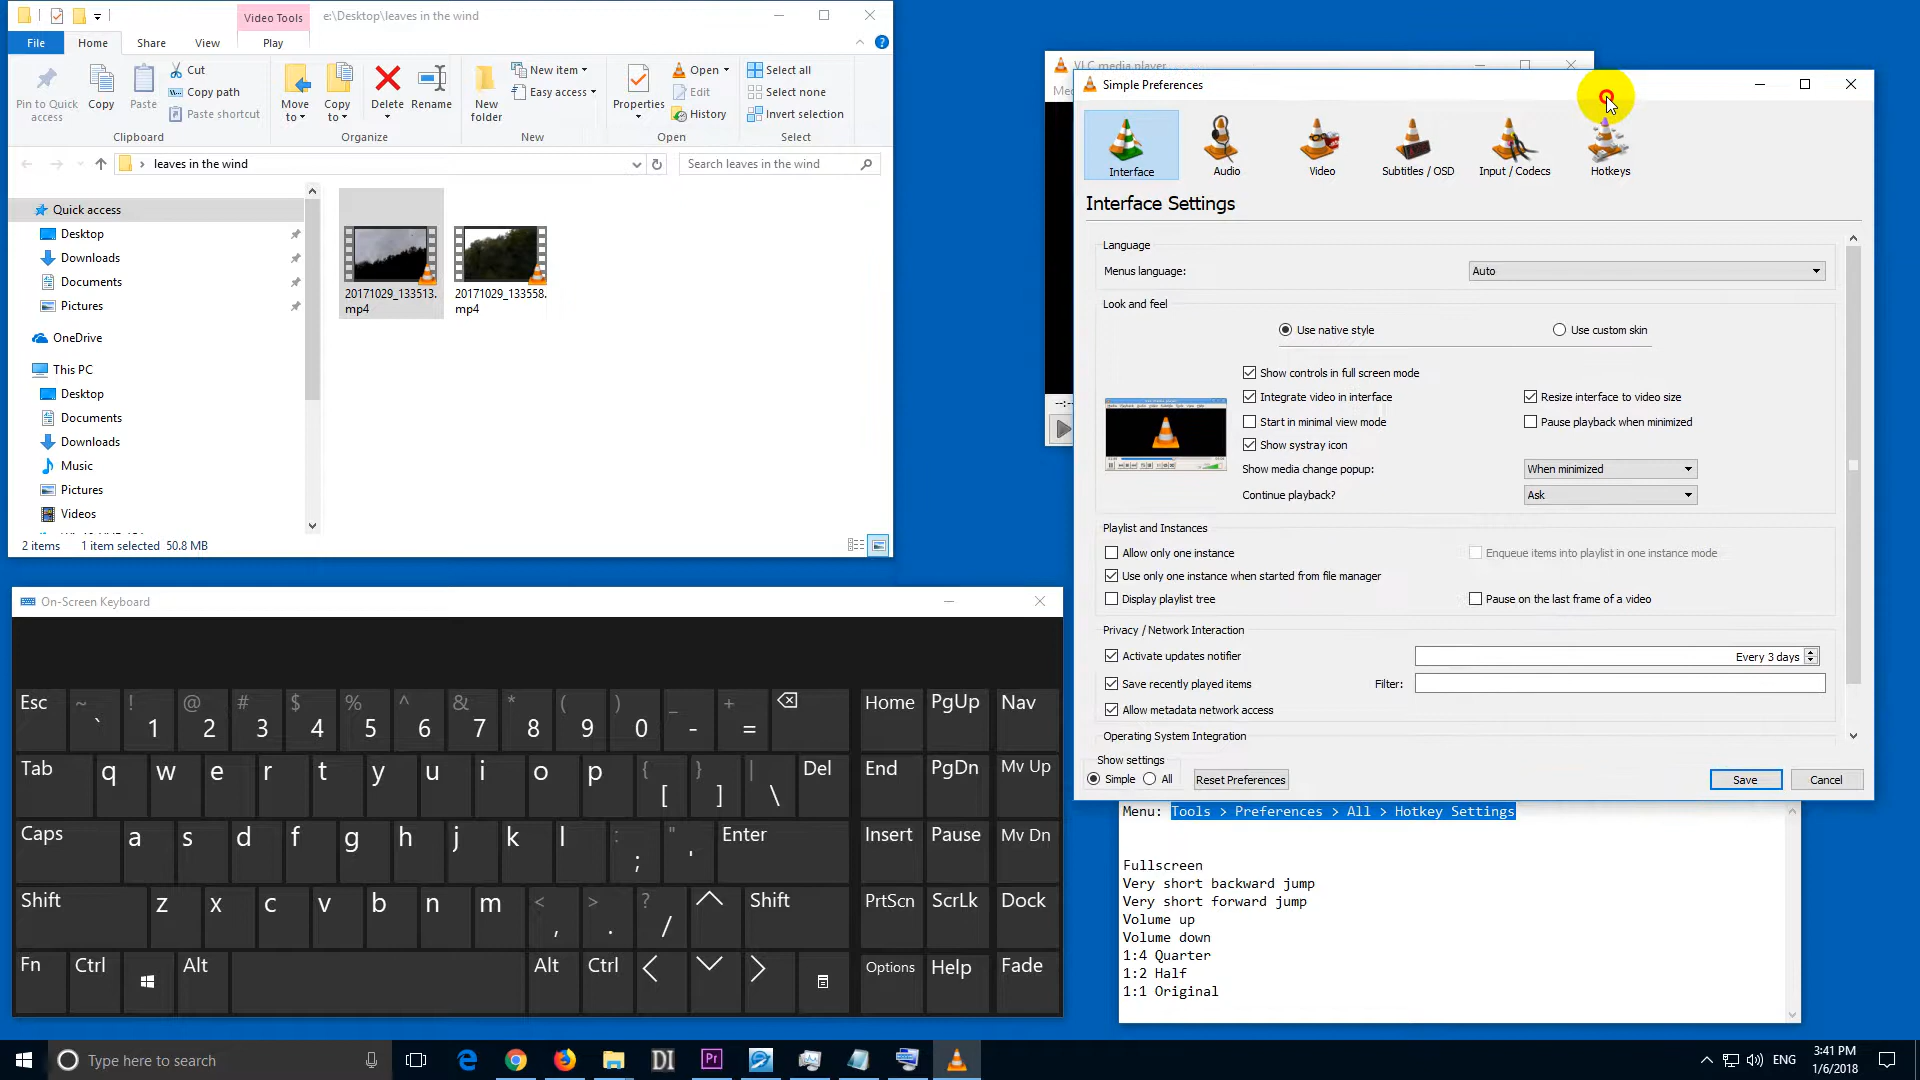 Video Tools
e:\Desktop\leaves in the wind
File
Home
Share
View
Play
Pin to Quick access
Copy
Paste
Cut
Copy path
Paste shortcut
Clipboard
Move to
Copy to
Delete
Rename
Organize
New folder
New item
Easy access
New
Properties
Open
Edit
History
Open
Select all
Select none
Invert selection
Select
leaves in the wind
Search leaves in the wind
Quick access
Desktop
Downloads
Documents
Pictures
OneDrive
This PC
Desktop
Documents
Downloads
Music
Pictures
Videos
20171029_133513.mp4
20171029_133558.mp4
2 items
1 item selected 50.8 MB
VLC media player
Simple Preferences
Interface
Audio
Video
Subtitles / OSD
Input / Codecs
Hotkeys
Interface Settings
Language
Menus language:
Auto
Look and feel
Use native style
Use custom skin
Show controls in full screen mode
Integrate video in interface
Resize interface to video size
Start in minimal view mode
Pause playback when minimized
Show systray icon
Show media change popup:
When minimized
Continue playback?
Ask
Playlist and Instances
Allow only one instance
Enqueue items into playlist in one instance mode
Use only one instance when started from file manager
Display playlist tree
Pause on the last frame of a video
Privacy / Network Interaction
Activate updates notifier
Every 3 days
Save recently played items
Filter:
Allow metadata network access
Operating System Integration
Show settings
Simple
All
Reset Preferences
Save
Cancel
Menu: Tools > Preferences > All > Hotkey Settings
Fullscreen
Very short backward jump
Very short forward jump
Volume up
Volume down
1:4 Quarter
1:2 Half
1:1 Original
On-Screen Keyboard
Esc ~ ` ! 1 @ 2 # 3 $ 4 % 5 ^ 6 & 7 * 8 ( 9 ) 0 _ - + = Home PgUp Nav
Tab q w e r t y u i o p { [ } ] | \ Del End PgDn Mv Up
Caps a s d f g h j k l : ; " ' Enter Insert Pause Mv Dn
Shift z x c v b n m < , > . ? / Shift PrtScn ScrLk Dock
Fn Ctrl Alt Alt Ctrl Options Help Fade
Type here to search
DI
Pr
ENG
3:41 PM
1/6/2018